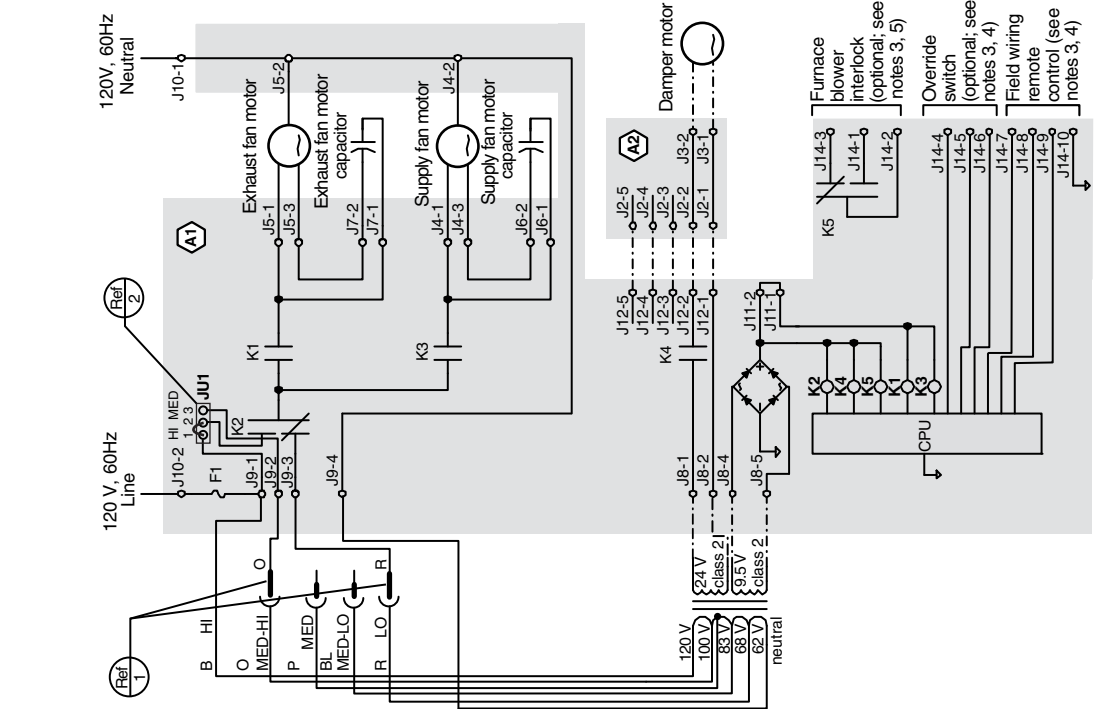 120V, 60Hz
Neutral
J10-1
J5-2
J4-2
Exhaust fan motor
Exhaust fan motor
capacitor
Supply fan motor
Supply fan motor
capacitor
A1
J5-1
J5-3
J7-2
J7-1
J4-1
J4-3
J6-2
J6-1
Ref
2
K1
K3
JU1
HI MED
1 2 3
K2
120 V, 60Hz
Line
J10-2
F1
J9-1
J9-2
J9-3
J9-4
Ref
1
B
HI
O
MED-HI
O
P
MED
BL
MED-LO
R
LO
R
Damper motor
A2
J3-2
J3-1
J2-5
J2-4
J2-3
J2-2
J2-1
J12-5
J12-4
J12-3
J12-2
J12-1
K4
J11-2
J11-1
J8-1
J8-2
J8-4
J8-5
24 V
class 2
9.5 V
class 2
120 V
100 V
83 V
68 V
62 V
neutral
Furnace
blower
interlock
(optional; see
notes 3, 5)
Override
switch
(optional; see
notes 3, 4)
Field wiring
remote
control (see
notes 3, 4)
J14-3
J14-1
J14-2
K5
J14-4
J14-5
J14-6
J14-7
J14-8
J14-9
J14-10
K2
K4
K5
K1
K3
CPU